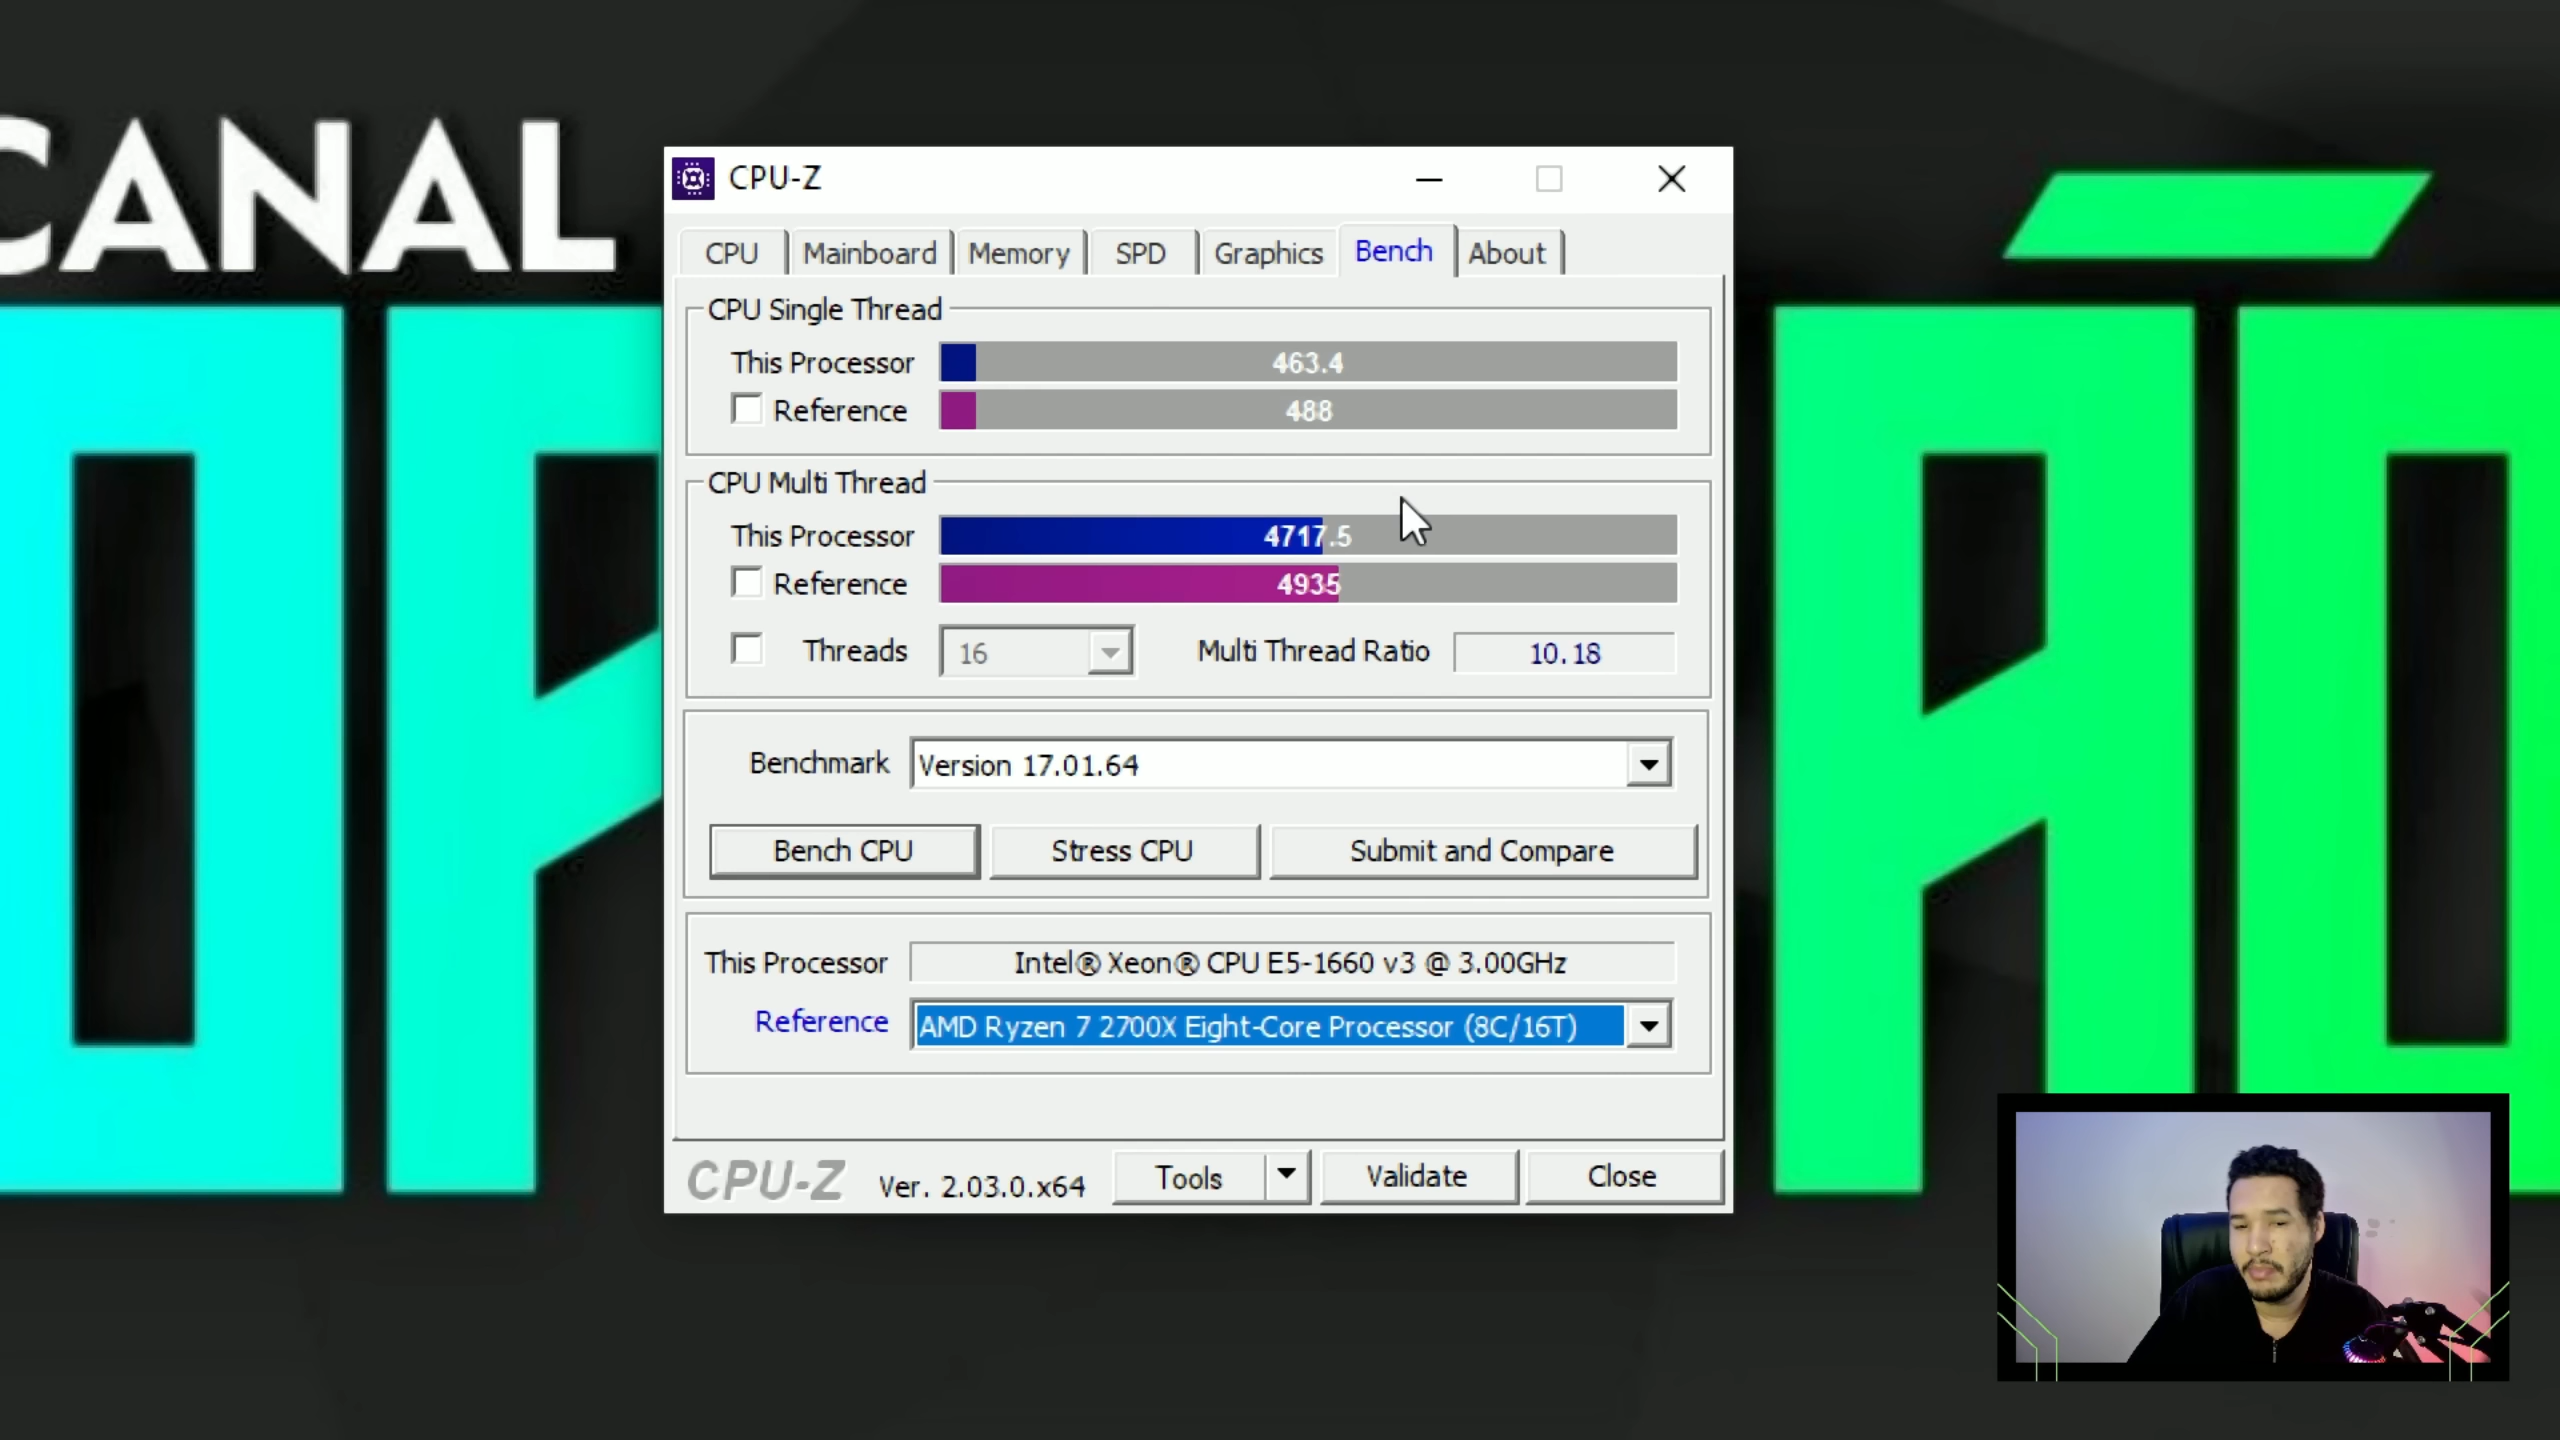 CANAL
CPU-Z
CPU Mainboard Memory SPD Graphics Bench About
CPU Single Thread
This Processor 463.4
Reference 488
CPU Multi Thread
This Processor 4717.5
Reference 4935
Threads 16 Multi Thread Ratio 10.18
Benchmark Version 17.01.64
Bench CPU Stress CPU Submit and Compare
This Processor Intel® Xeon® CPU E5-1660 v3 @ 3.00GHz
Reference AMD Ryzen 7 2700X Eight-Core Processor (8C/16T)
CPU-Z Ver. 2.03.0.x64 Tools Validate Close